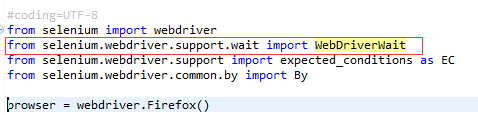 #coding=UTF-8
from selenium import webdriver
from selenium.webdriver.support.wait import WebDriverWait
from selenium.webdriver.support import expected_conditions as EC
from selenium.webdriver.common.by import By
browser = webdriver.Firefox()